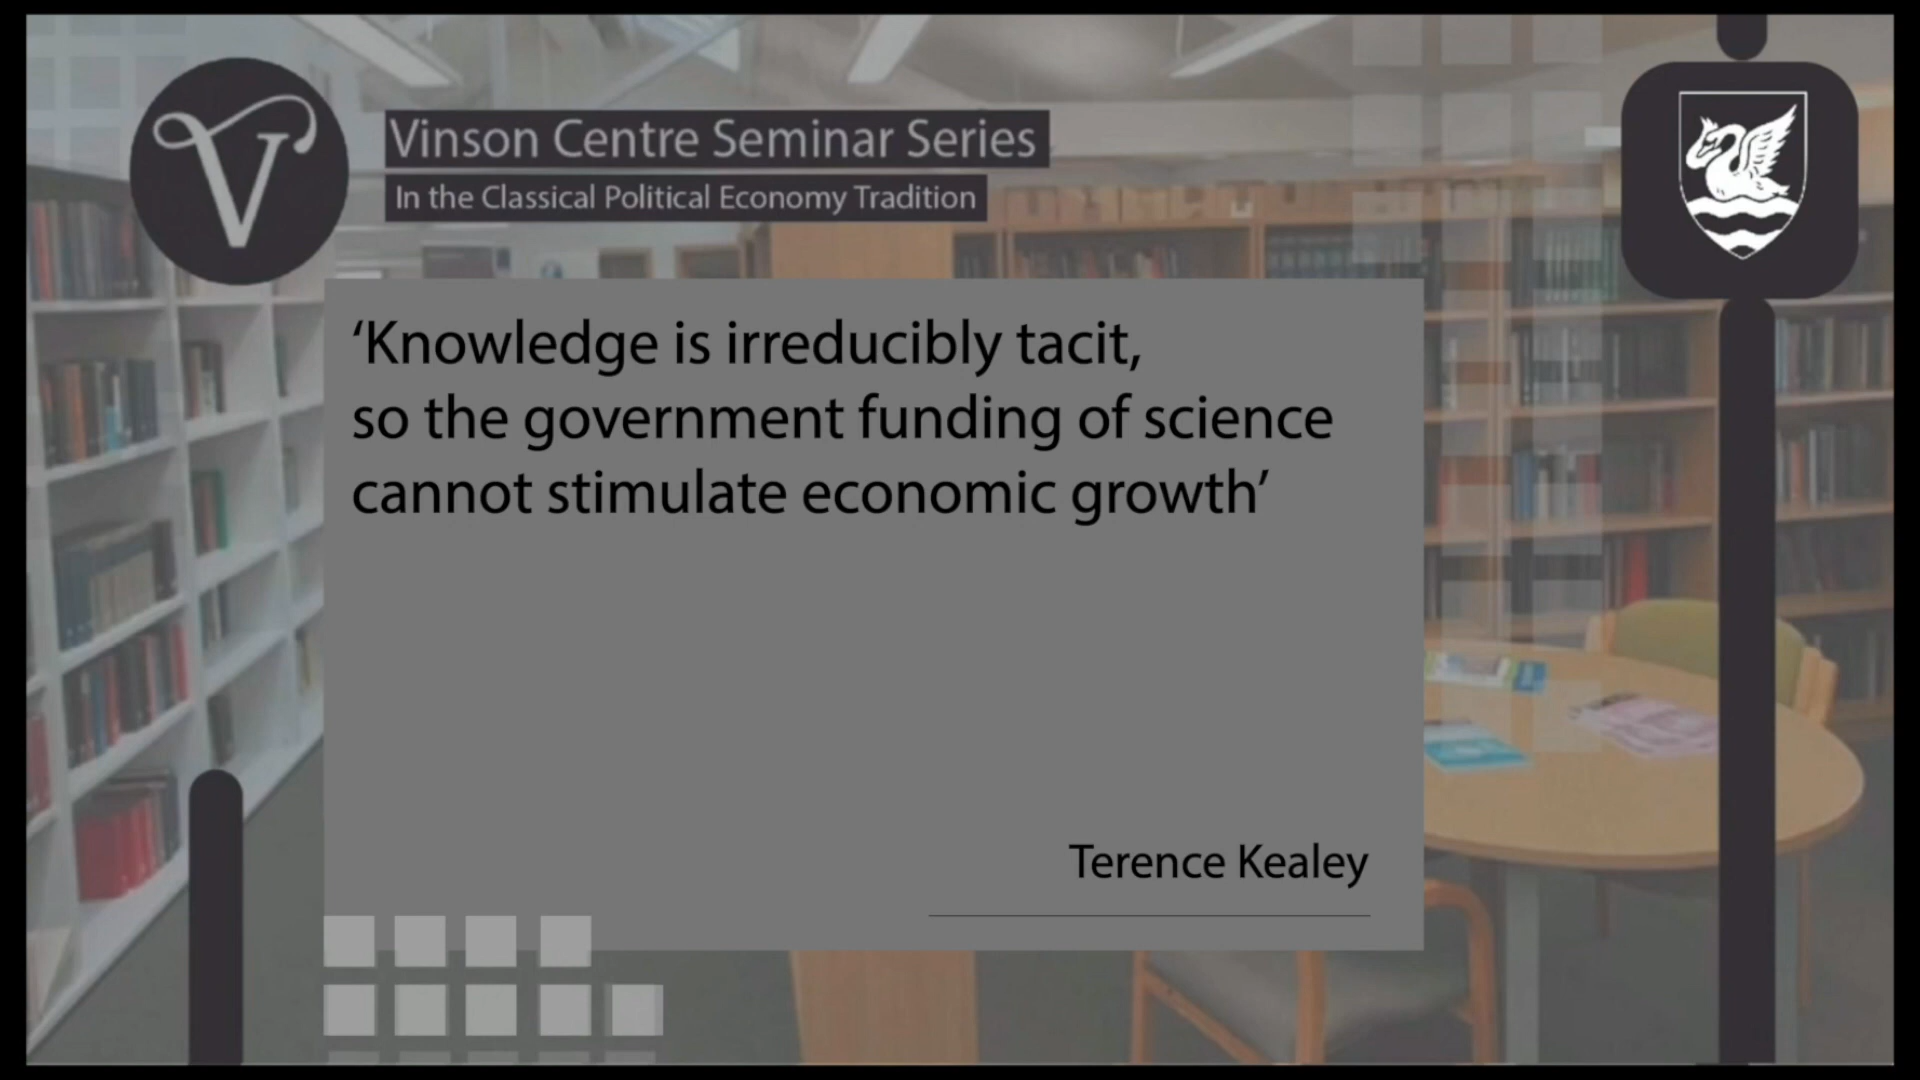 V
Vinson Centre Seminar Series
In the Classical Political Economy Tradition
‘Knowledge is irreducibly tacit,
so the government funding of science
cannot stimulate economic growth’
Terence Kealey